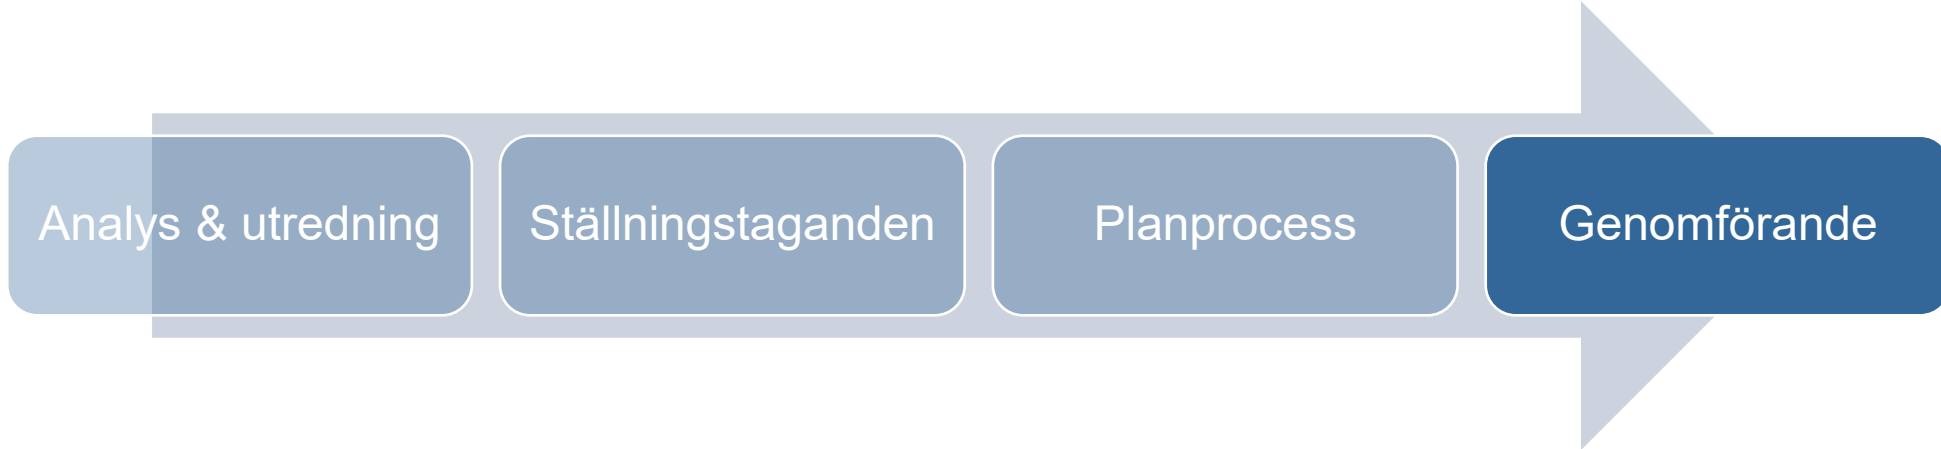 Analys & utredning
Ställningstaganden
Planprocess
Genomförande